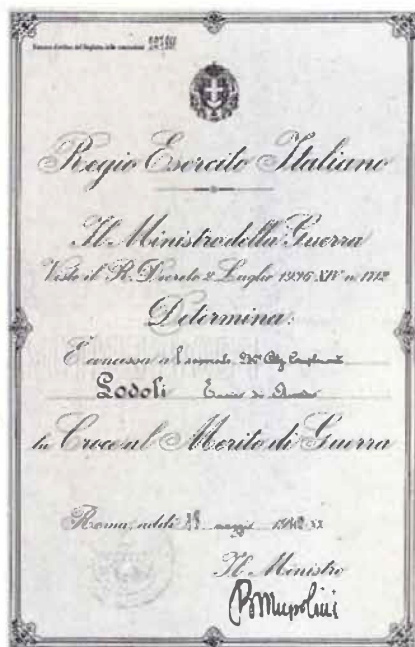 Regio Esercito Italiano
Il Ministro della Guerra
Visto il R. Decreto 2 Luglio 1936 XIV n. 1712
Determina:
È concessa al
Lodoli
la Croce al Merito di Guerra
Roma, addì maggio
Il Ministro
B Mussolini